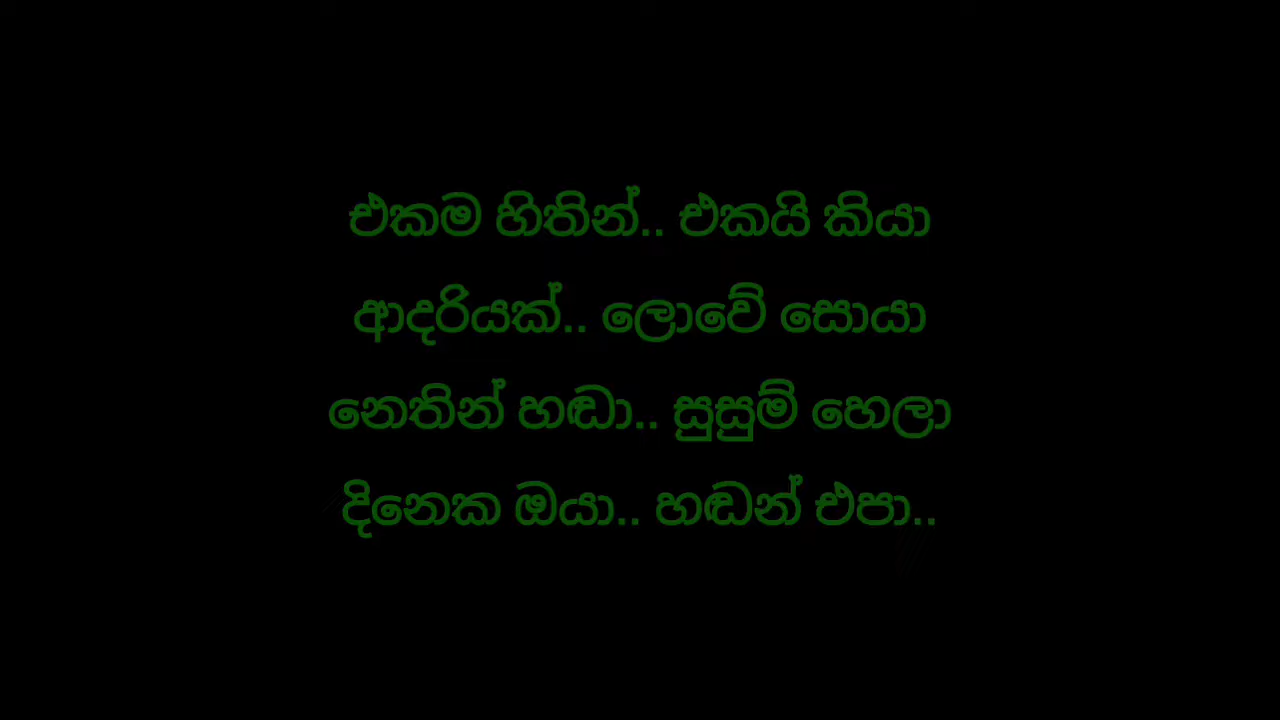 එකම හිතින්.. එකයි කියා
ආදරියක්.. ලොවේ සොයා
නෙතින් හඬා.. සුසුම් හෙලා
දිනෙක ඔයා.. හඬන් එපා..